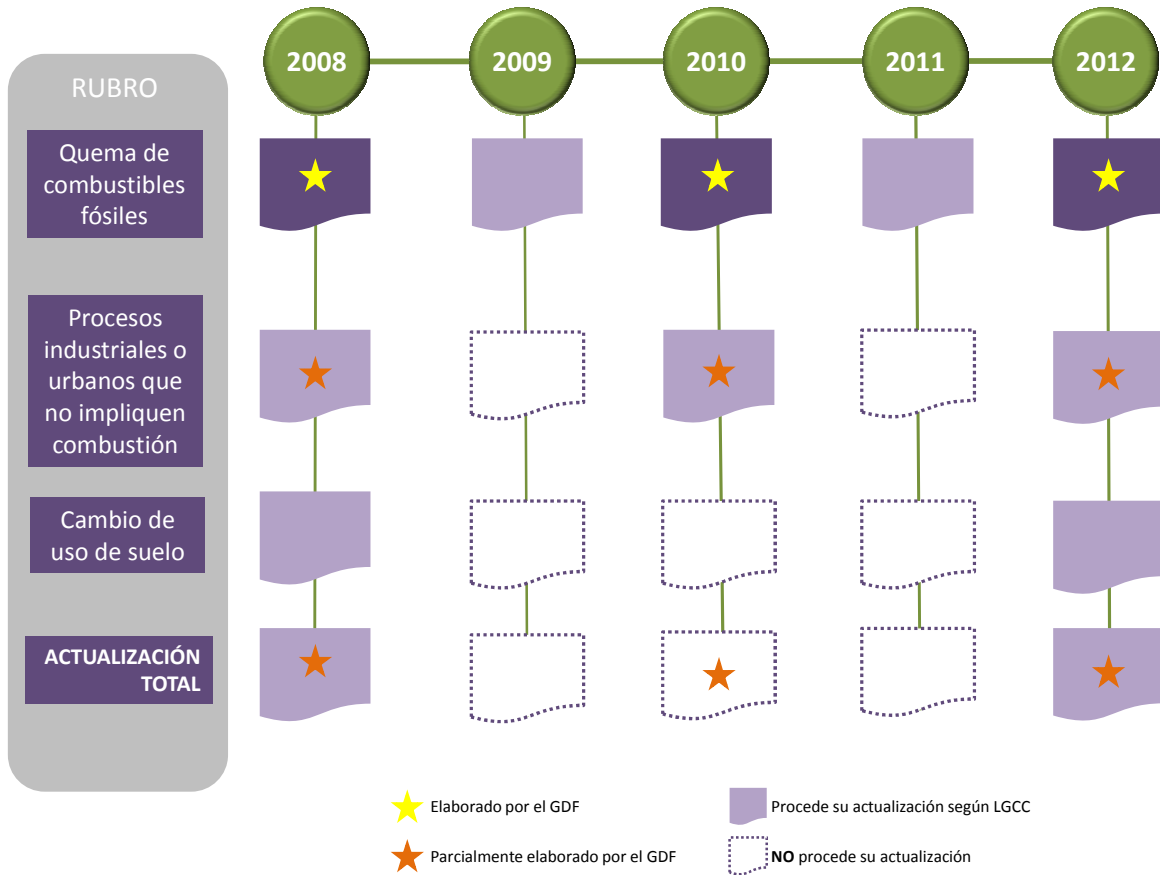 2008
2009
2010
2011
2012
RUBRO
Quema de
combustibles
fósiles
Procesos
industriales o
urbanos que
no impliquen
combustión
Cambio de
uso de suelo
ACTUALIZACIÓN
TOTAL
Elaborado por el GDF
Procede su actualización según LGCC
Parcialmente elaborado por el GDF
NO procede su actualización